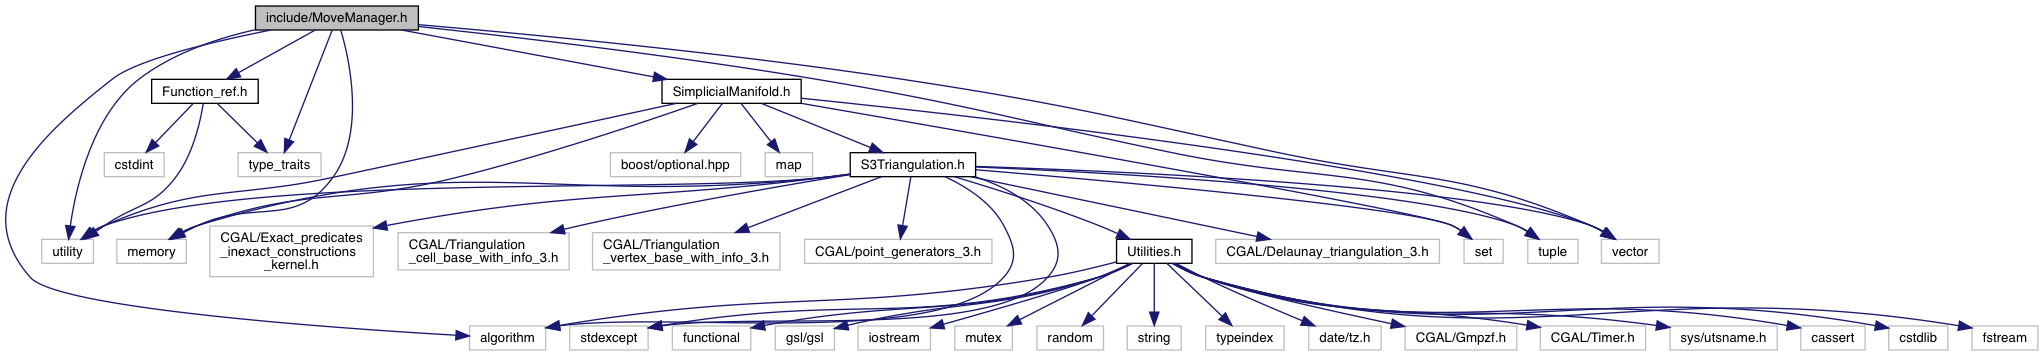 include/MoveManager.h
Function_ref.h
SimplicialManifold.h
cstdint
type_traits
boost/optional.hpp
map
S3Triangulation.h
utility
memory
CGAL/Exact_predicates
_inexact_constructions
_kernel.h
CGAL/Triangulation
_cell_base_with_info_3.h
CGAL/Triangulation
_vertex_base_with_info_3.h
CGAL/point_generators_3.h
Utilities.h
CGAL/Delaunay_triangulation_3.h
set
tuple
vector
algorithm
stdexcept
functional
gsl/gsl
iostream
mutex
random
string
typeindex
date/tz.h
CGAL/Gmpzf.h
CGAL/Timer.h
sys/utsname.h
cassert
cstdlib
fstream